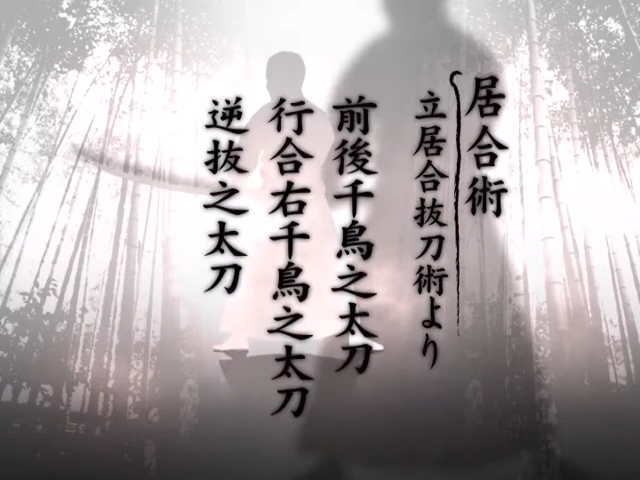 居合術
立居合抜刀術より
前後千鳥之太刀
行合右千鳥之太刀
逆抜之太刀